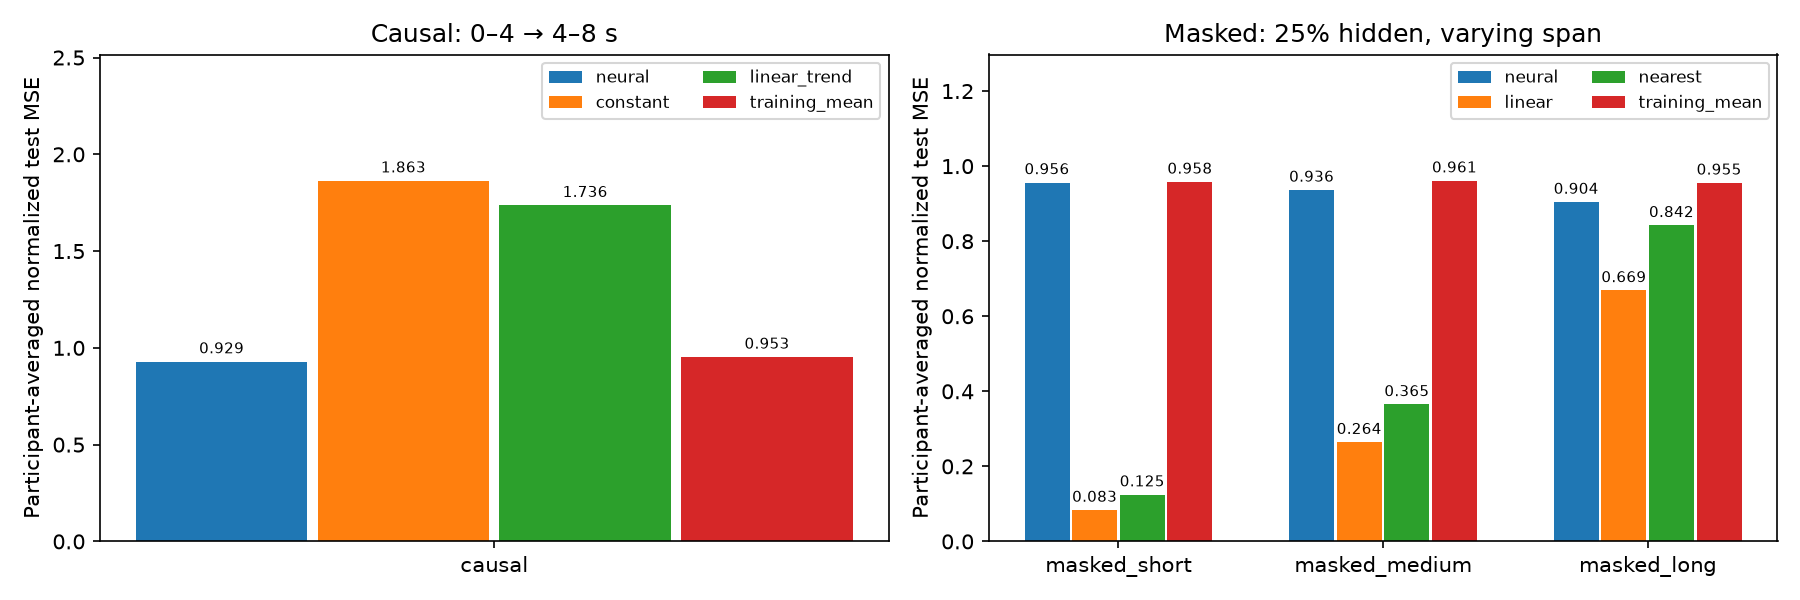 Causal: 0–4 → 4–8 s
Participant-averaged normalized test MSE
2.5
2.0
1.5
1.0
0.5
0.0
neural
constant
linear_trend
training_mean
0.929
1.863
1.736
0.953
causal
Masked: 25% hidden, varying span
Participant-averaged normalized test MSE
1.2
1.0
0.8
0.6
0.4
0.2
0.0
neural
linear
nearest
training_mean
0.956
0.083
0.125
0.958
0.936
0.264
0.365
0.961
0.904
0.669
0.842
0.955
masked_short
masked_medium
masked_long